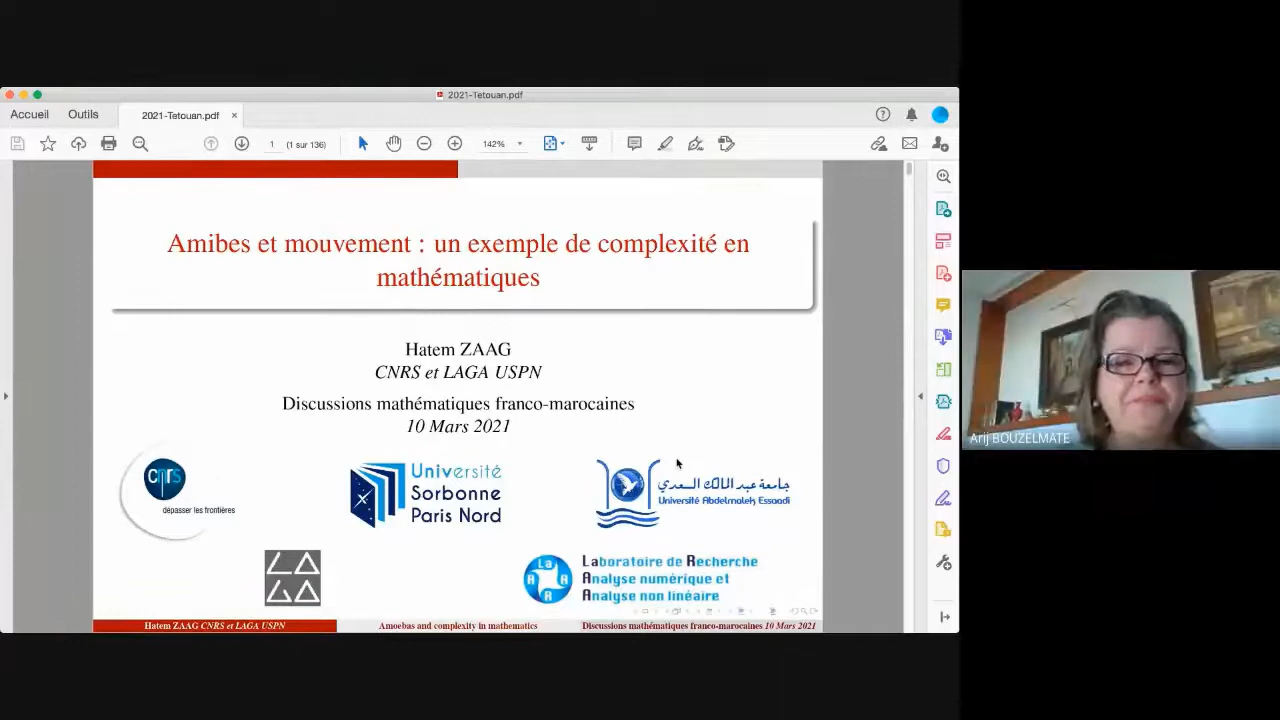 2021-Tetouan.pdf
Accueil
Outils
2021-Tetouan.pdf
1
(1 sur 136)
142%
Amibes et mouvement : un exemple de complexité en
mathématiques
Hatem ZAAG
CNRS et LAGA USPN
Discussions mathématiques franco-marocaines
10 Mars 2021
cnrs
dépasser les frontières
Université
Sorbonne
Paris Nord
جامعة عبد المالك السعدي
Université Abdelmalek Essaadi
LAGA
La
R
A
A
Laboratoire de Recherche
Analyse numérique et
Analyse non linéaire
Hatem ZAAG CNRS et LAGA USPN
Amoebas and complexity in mathematics
Discussions mathématiques franco-marocaines 10 Mars 2021
Arij BOUZELMATE